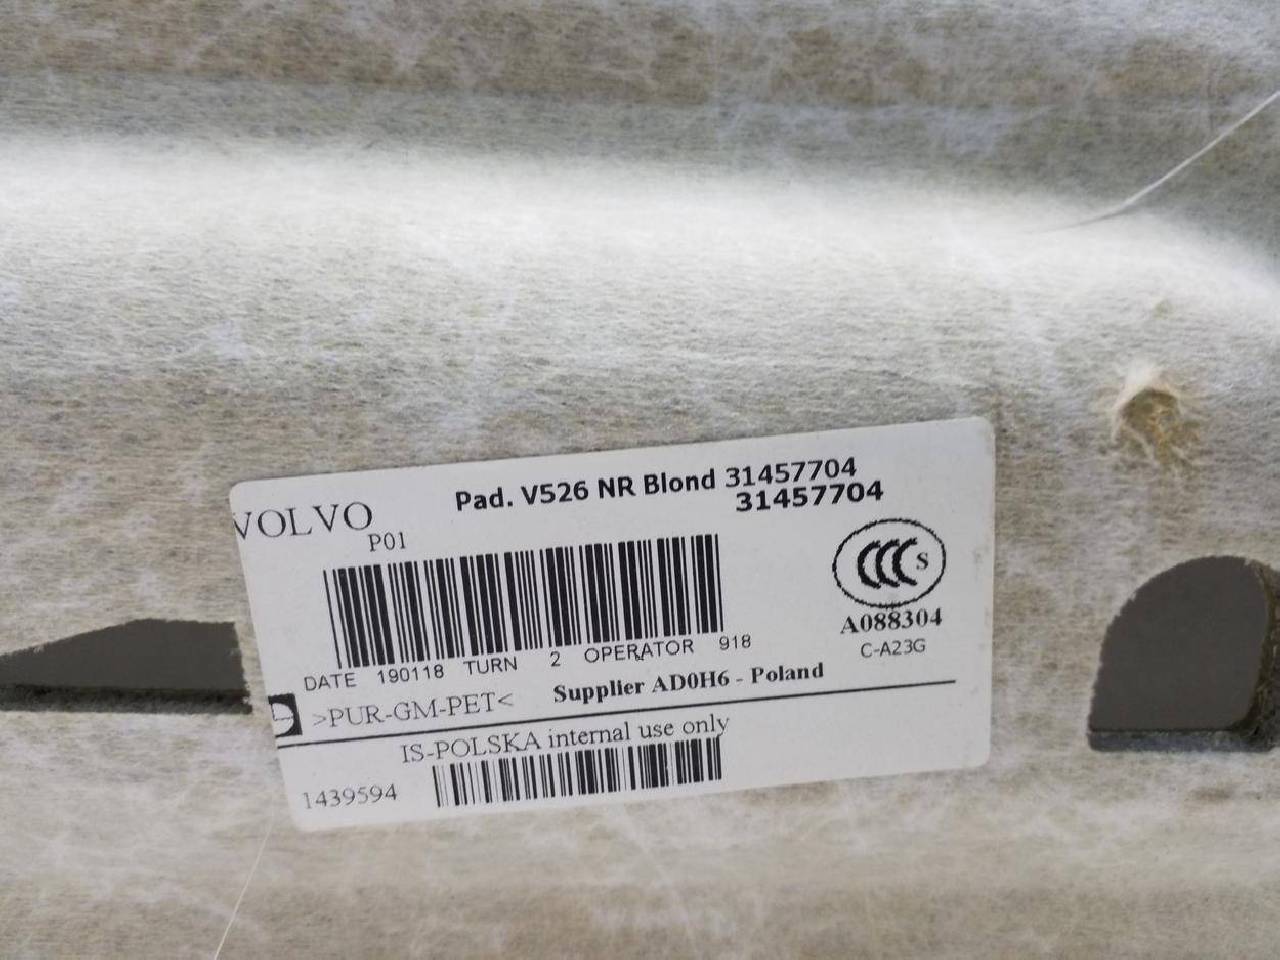 Pad. V526 NR Blond 31457704
31457704
VOLVO
P01
CCC S
A088304
C-A23G
DATE 190118 TURN 2 OPERATOR 918
>PUR-GM-PET<
Supplier AD0H6 - Poland
IS-POLSKA internal use only
1439594